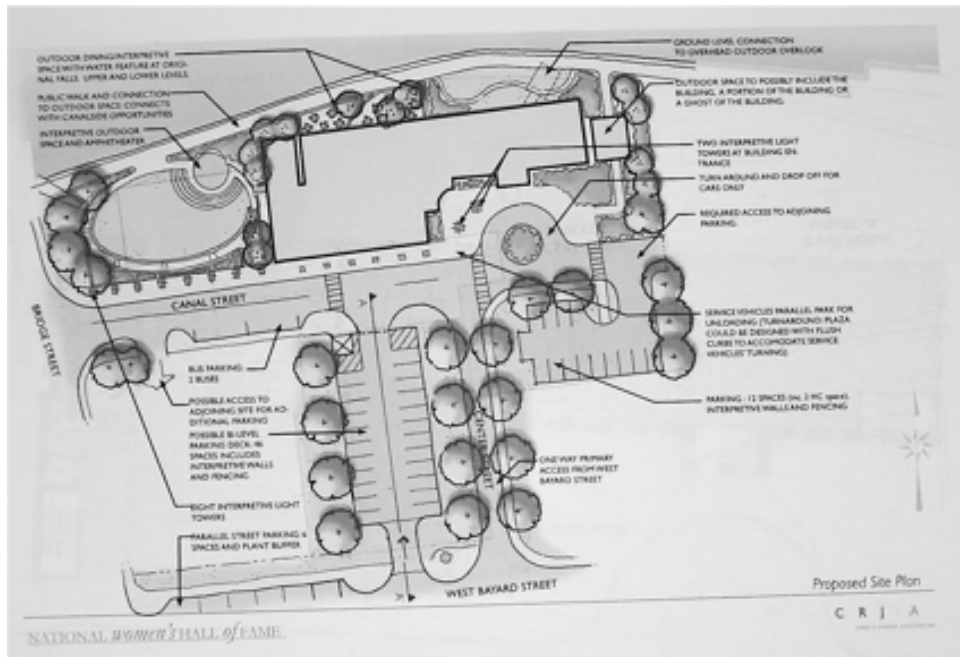 OUTDOOR DINING/INTERPRETIVE
SPACE WITH WATER FEATURE AT ORIGI-
NAL FALLS. UPPER AND LOWER LEVELS
PUBLIC WALK AND CONNECTION
TO OUTDOOR SPACE; CONNECTS
WITH CANALSIDE OPPORTUNITIES
INTERPRETIVE OUTDOOR
SPACE AND AMPHITHEATER
GROUND LEVEL CONNECTION
TO OVERHEAD OUTDOOR OVERLOOK
OUTDOOR SPACE TO POSSIBLY INCLUDE THE
BUILDING, A PORTION OF THE BUILDING OR
A GHOST OF THE BUILDING.
TWO INTERPRETIVE LIGHT
TOWERS AT BUILDING EN-
TRANCE
TURN AROUND AND DROP OFF FOR
CARS ONLY
REQUIRED ACCESS TO ADJOINING
PARKING.
SERVICE VEHICLES PARALLEL PARK FOR
UNLOADING (TURNAROUND/PLAZA
COULD BE DESIGNED WITH FLUSH
CURBS TO ACCOMODATE SERVICE
VEHICLES' TURNING)
PARKING - 12 SPACES (inc. 3 HC space),
INTERPRETIVE WALLS AND FENCING
CANAL STREET
BRIDGE STREET
BUS PARKING
2 BUSES
POSSIBLE ACCESS TO
ADJOINING SITE FOR AD-
DITIONAL PARKING
POSSIBLE BI-LEVEL
PARKING DECK. 46
SPACES INCLUDES
INTERPRETIVE WALLS
AND FENCING
EIGHT INTERPRETIVE LIGHT
TOWERS
PARALLEL STREET PARKING 6
SPACES AND PLANT BUFFER
ONE WAY PRIMARY
ACCESS FROM WEST
BAYARD STREET
WEST BAYARD STREET
Proposed Site Plan
C R J A
NATIONAL women's HALL of FAME